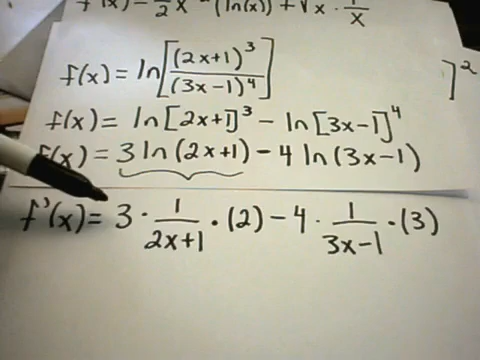 f(x) = ln[(2x+1)^3/(3x-1)^4]
]^2
f(x) = ln[2x+1]^3 - ln[3x-1]^4
f(x) = 3 ln(2x+1) - 4 ln(3x-1)
f'(x) = 3 · 1/(2x+1) · (2) - 4 · 1/(3x-1) · (3)